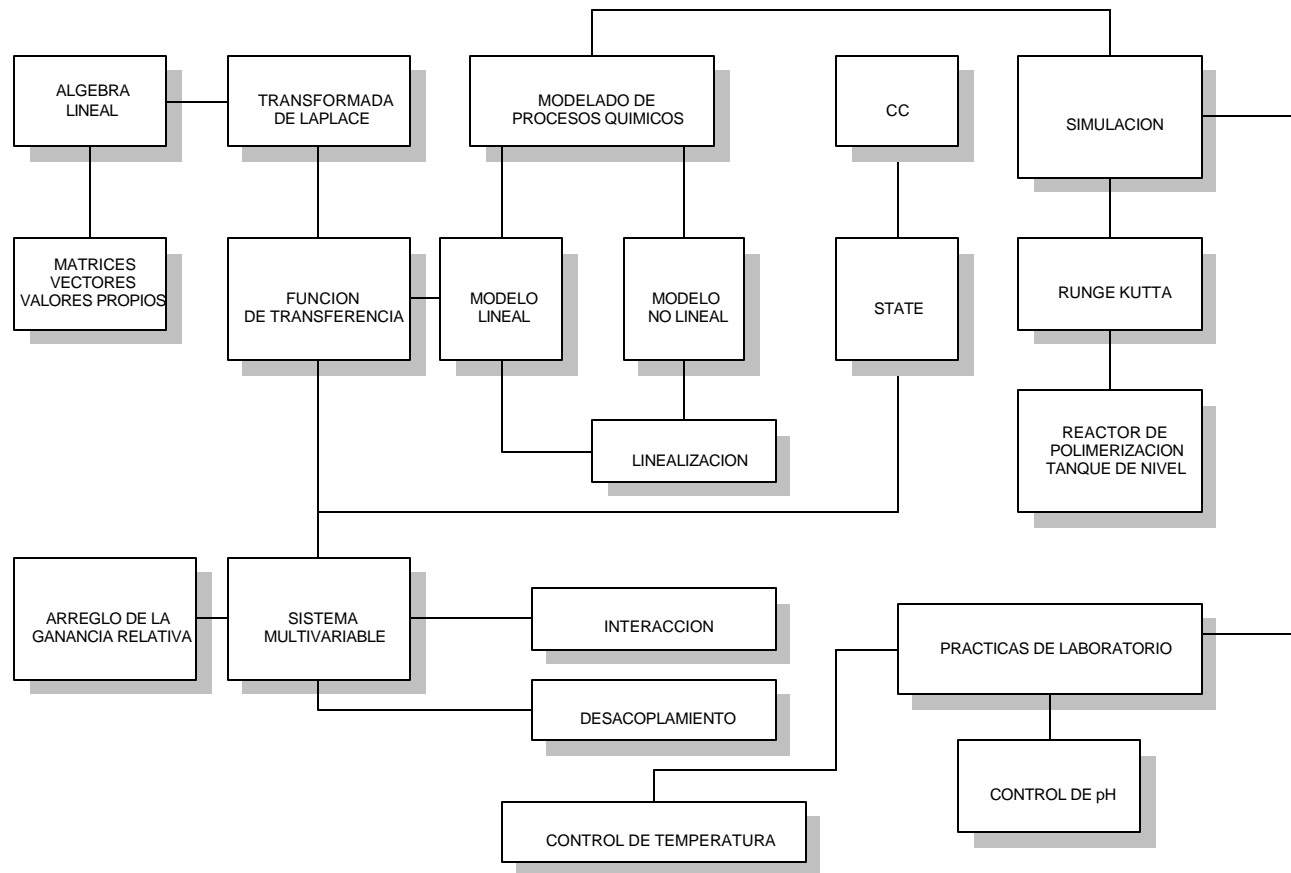 ALGEBRA
LINEAL
TRANSFORMADA
DE LAPLACE
MODELADO DE
PROCESOS QUIMICOS
CC
SIMULACION
MATRICES
VECTORES
VALORES PROPIOS
FUNCION
DE TRANSFERENCIA
MODELO
LINEAL
MODELO
NO LINEAL
STATE
RUNGE KUTTA
LINEALIZACION
REACTOR DE
POLIMERIZACION
TANQUE DE NIVEL
ARREGLO DE LA
GANANCIA RELATIVA
SISTEMA
MULTIVARIABLE
INTERACCION
PRACTICAS DE LABORATORIO
DESACOPLAMIENTO
CONTROL DE pH
CONTROL DE TEMPERATURA